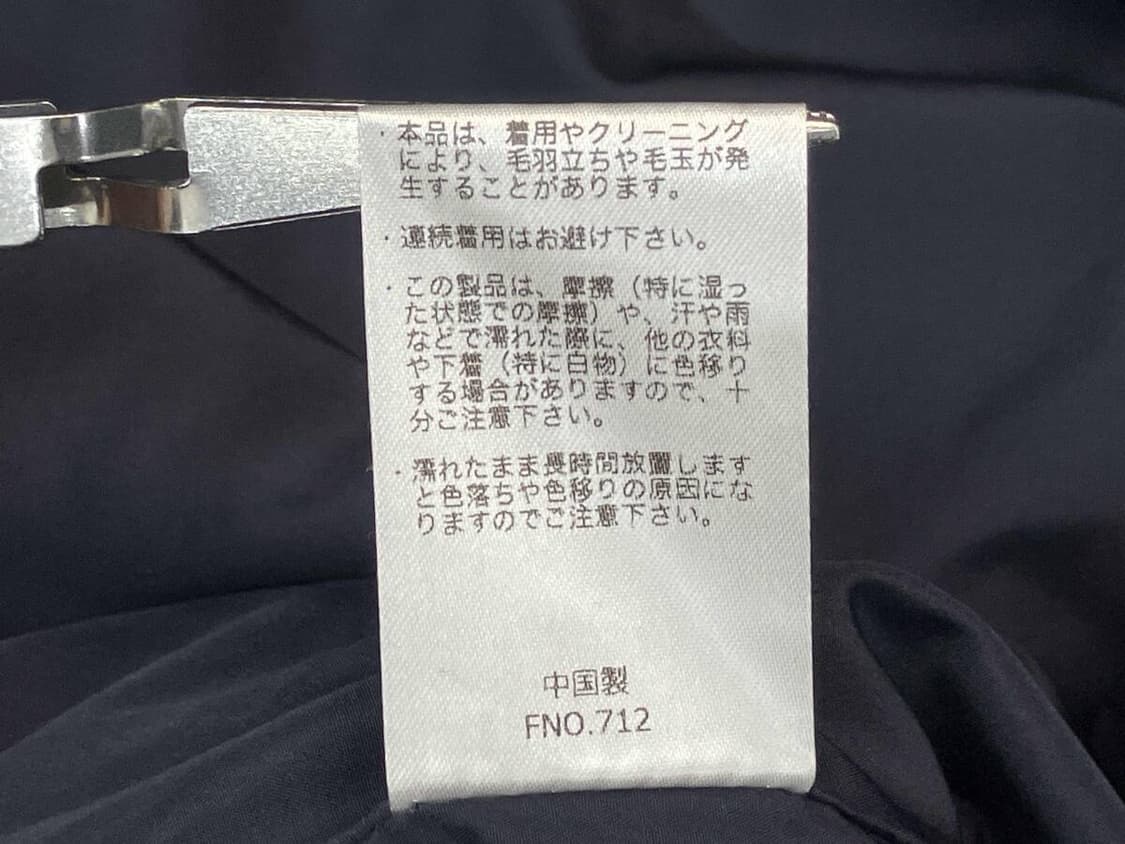 ・本品は、着用やクリーニング
により、毛羽立ちや毛玉が発
生することがあります。
・連続着用はお避け下さい。
・この製品は、摩擦（特に湿っ
た状態での摩擦）や、汗や雨
などで濡れた際に、他の衣料
や下着（特に白物）に色移り
する場合がありますので、十
分ご注意下さい。
・濡れたまま長時間放置します
と色落ちや色移りの原因にな
りますのでご注意下さい。
中国製
FNO.712